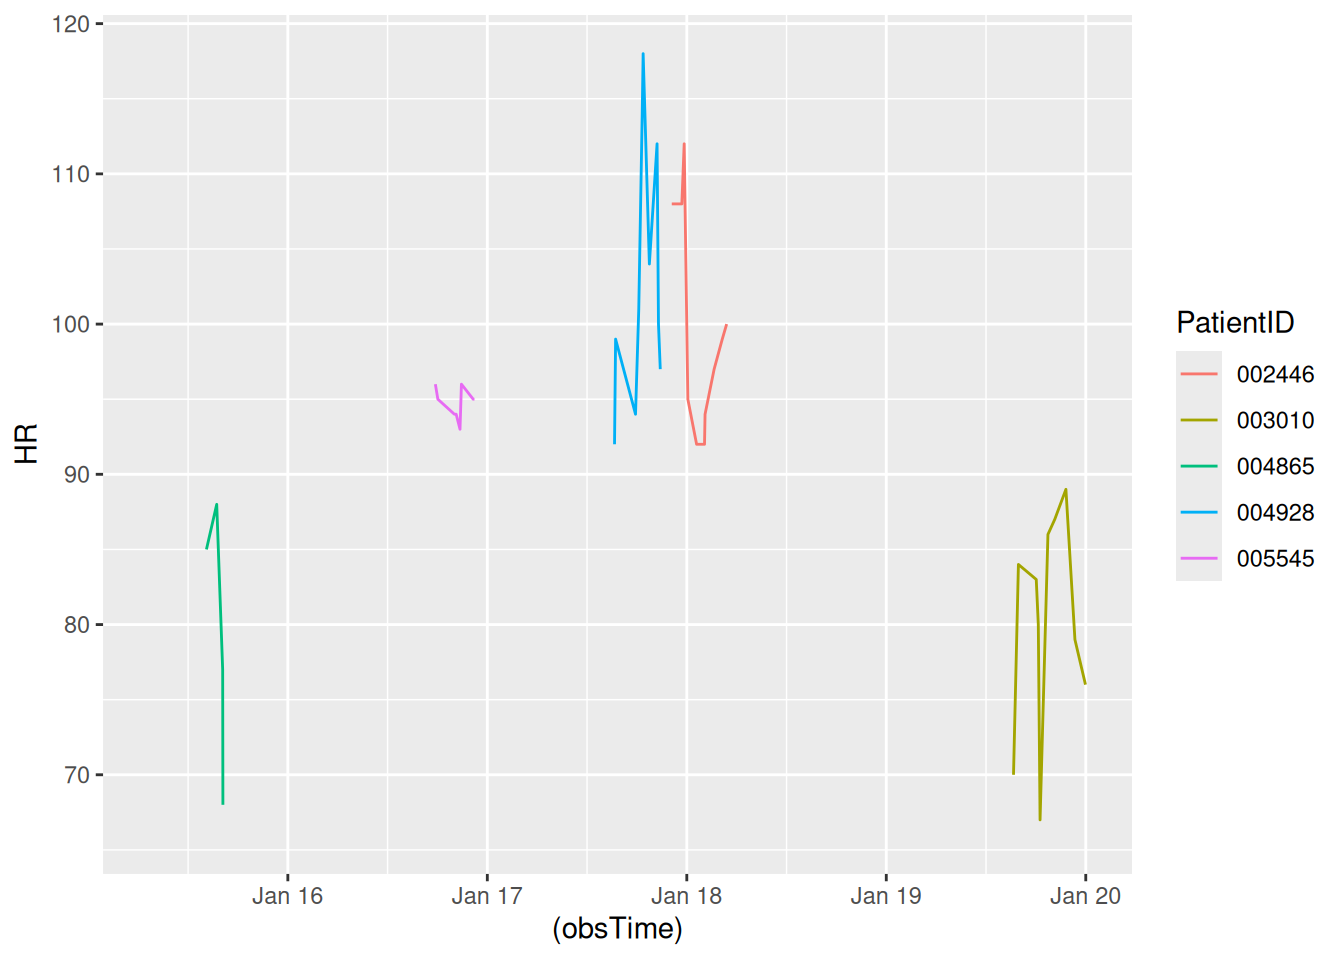 120
110
100
90
80
70
HR
Jan 16
Jan 17
Jan 18
Jan 19
Jan 20
(obsTime)
PatientID
002446
003010
004865
004928
005545